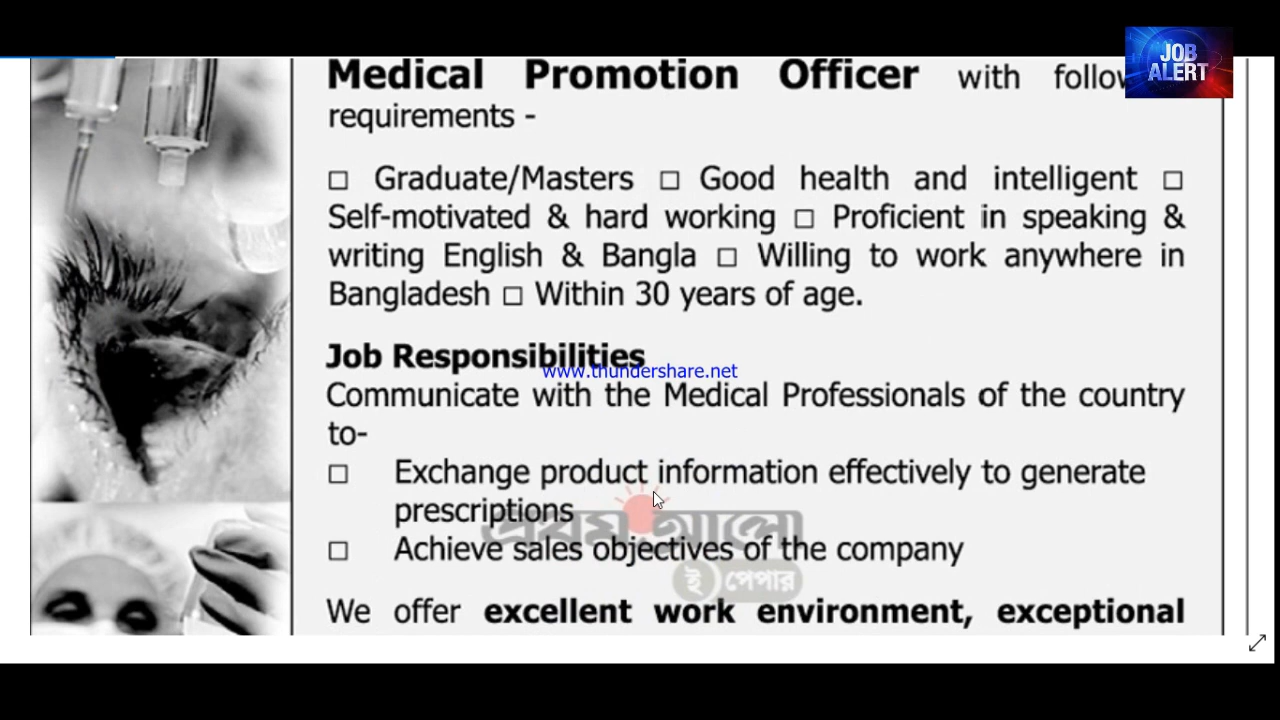 JOB
ALERT
Medical Promotion Officer with follow
requirements -
□ Graduate/Masters □ Good health and intelligent □
Self-motivated & hard working □ Proficient in speaking &
writing English & Bangla □ Willing to work anywhere in
Bangladesh □ Within 30 years of age.
Job Responsibilities
www.thundershare.net
Communicate with the Medical Professionals of the country
to-
□ Exchange product information effectively to generate
prescriptions
প্রথম আলো
□ Achieve sales objectives of the company
ই পেপার
We offer excellent work environment, exceptional